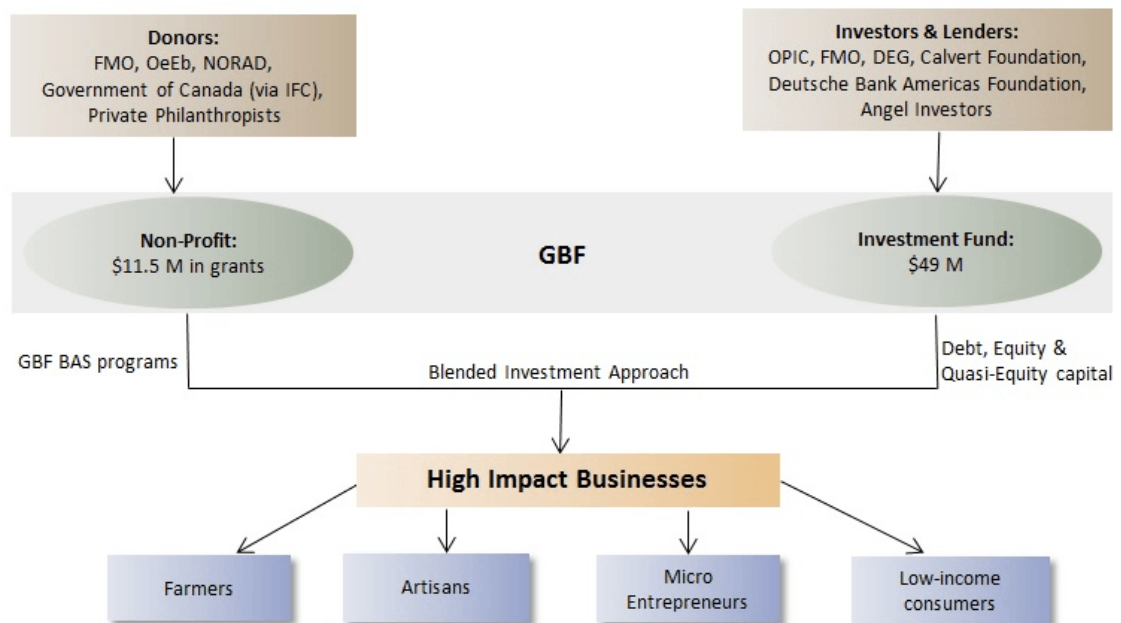 Donors:
FMO, OeEb, NORAD,
Government of Canada (via IFC),
Private Philanthropists
Investors & Lenders:
OPIC, FMO, DEG, Calvert Foundation,
Deutsche Bank Americas Foundation,
Angel Investors
Non-Profit:
$11.5 M in grants
GBF
Investment Fund:
$49 M
GBF BAS programs
Blended Investment Approach
Debt, Equity &
Quasi-Equity capital
High Impact Businesses
Farmers
Artisans
Micro
Entrepreneurs
Low-income
consumers